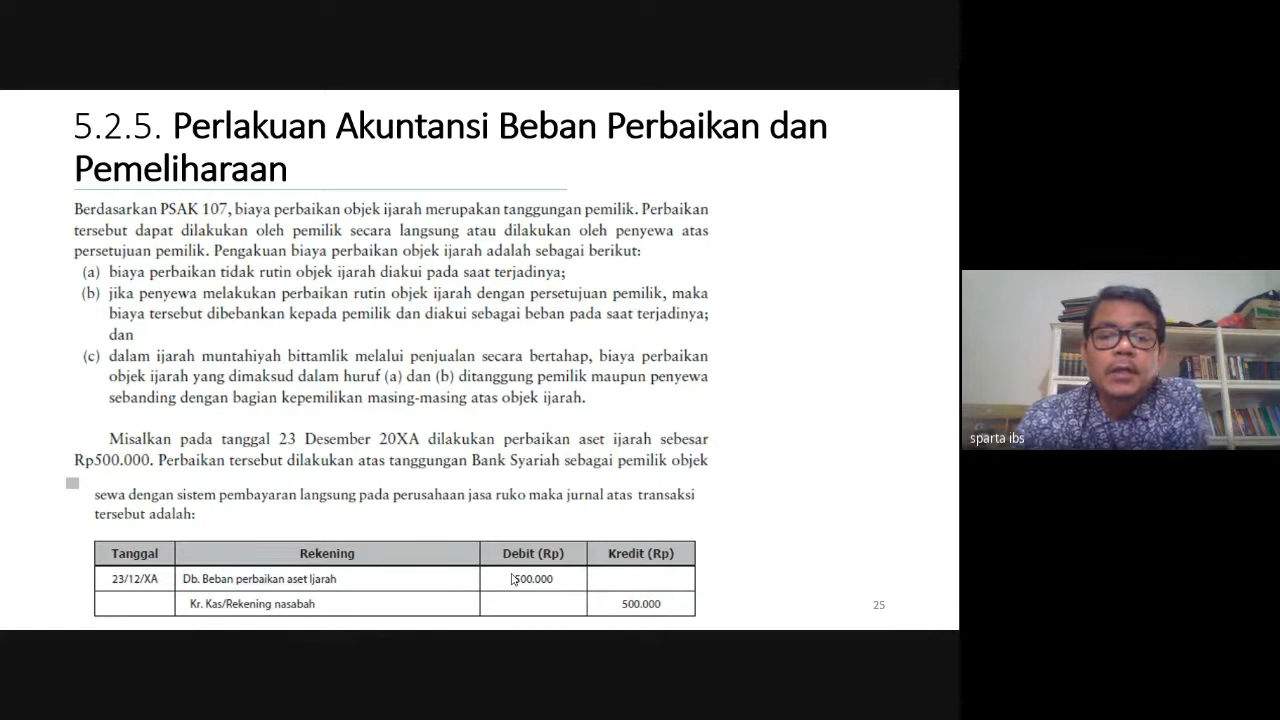 5.2.5. Perlakuan Akuntansi Beban Perbaikan dan
Pemeliharaan
Berdasarkan PSAK 107, biaya perbaikan objek ijarah merupakan tanggungan pemilik. Perbaikan
tersebut dapat dilakukan oleh pemilik secara langsung atau dilakukan oleh penyewa atas
persetujuan pemilik. Pengakuan biaya perbaikan objek ijarah adalah sebagai berikut:
(a) biaya perbaikan tidak rutin objek ijarah diakui pada saat terjadinya;
(b) jika penyewa melakukan perbaikan rutin objek ijarah dengan persetujuan pemilik, maka
biaya tersebut dibebankan kepada pemilik dan diakui sebagai beban pada saat terjadinya;
dan
(c) dalam ijarah muntahiyah bittamlik melalui penjualan secara bertahap, biaya perbaikan
objek ijarah yang dimaksud dalam huruf (a) dan (b) ditanggung pemilik maupun penyewa
sebanding dengan bagian kepemilikan masing-masing atas objek ijarah.
Misalkan pada tanggal 23 Desember 20XA dilakukan perbaikan aset ijarah sebesar
Rp500.000. Perbaikan tersebut dilakukan atas tanggungan Bank Syariah sebagai pemilik objek
sewa dengan sistem pembayaran langsung pada perusahaan jasa ruko maka jurnal atas transaksi
tersebut adalah:
Tanggal Rekening Debit (Rp) Kredit (Rp)
23/12/XA Db. Beban perbaikan aset Ijarah 500.000
Kr. Kas/Rekening nasabah 500.000
25
sparta ibs